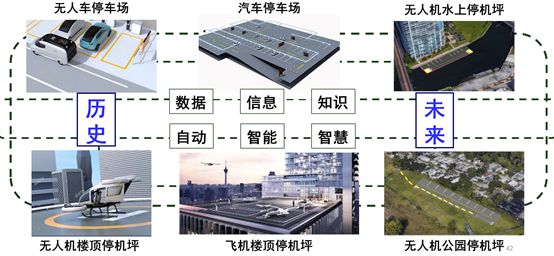 无人车停车场
汽车停车场
无人机水上停机坪
历史
数据
信息
知识
未来
自动
智能
智慧
无人机楼顶停机坪
飞机楼顶停机坪
无人机公园停机坪
42